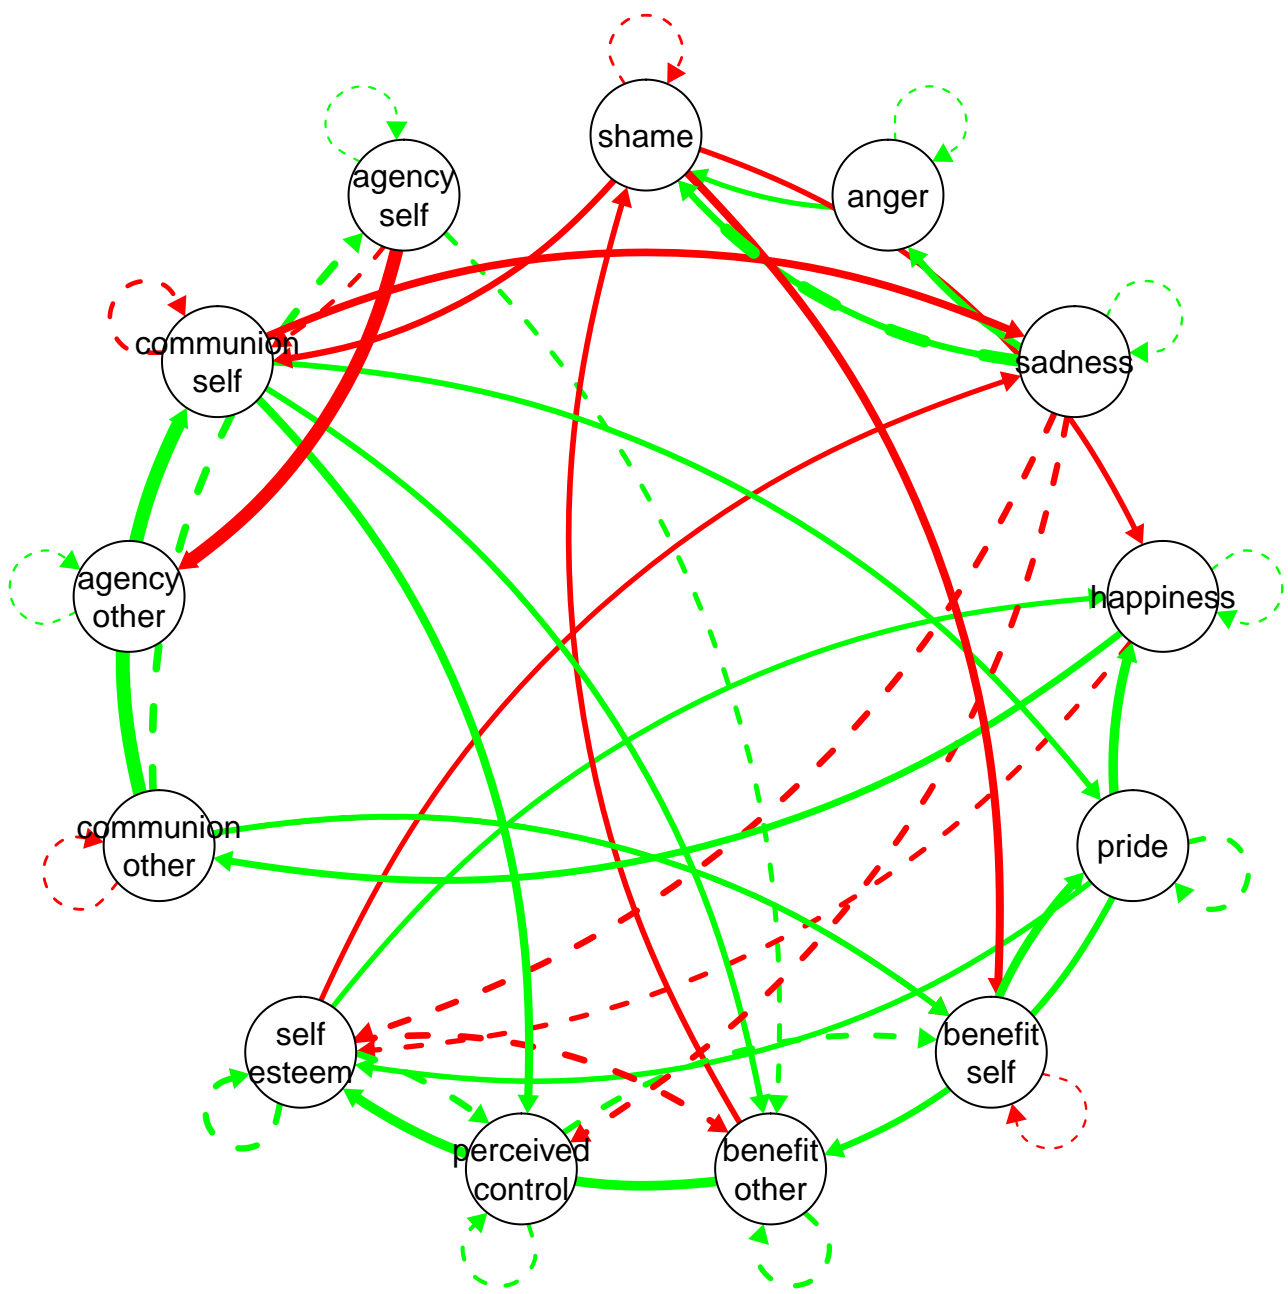 shame
agency
self
anger
communion
self
sadness
agency
other
happiness
communion
other
pride
self
esteem
benefit
self
perceived
control
benefit
other